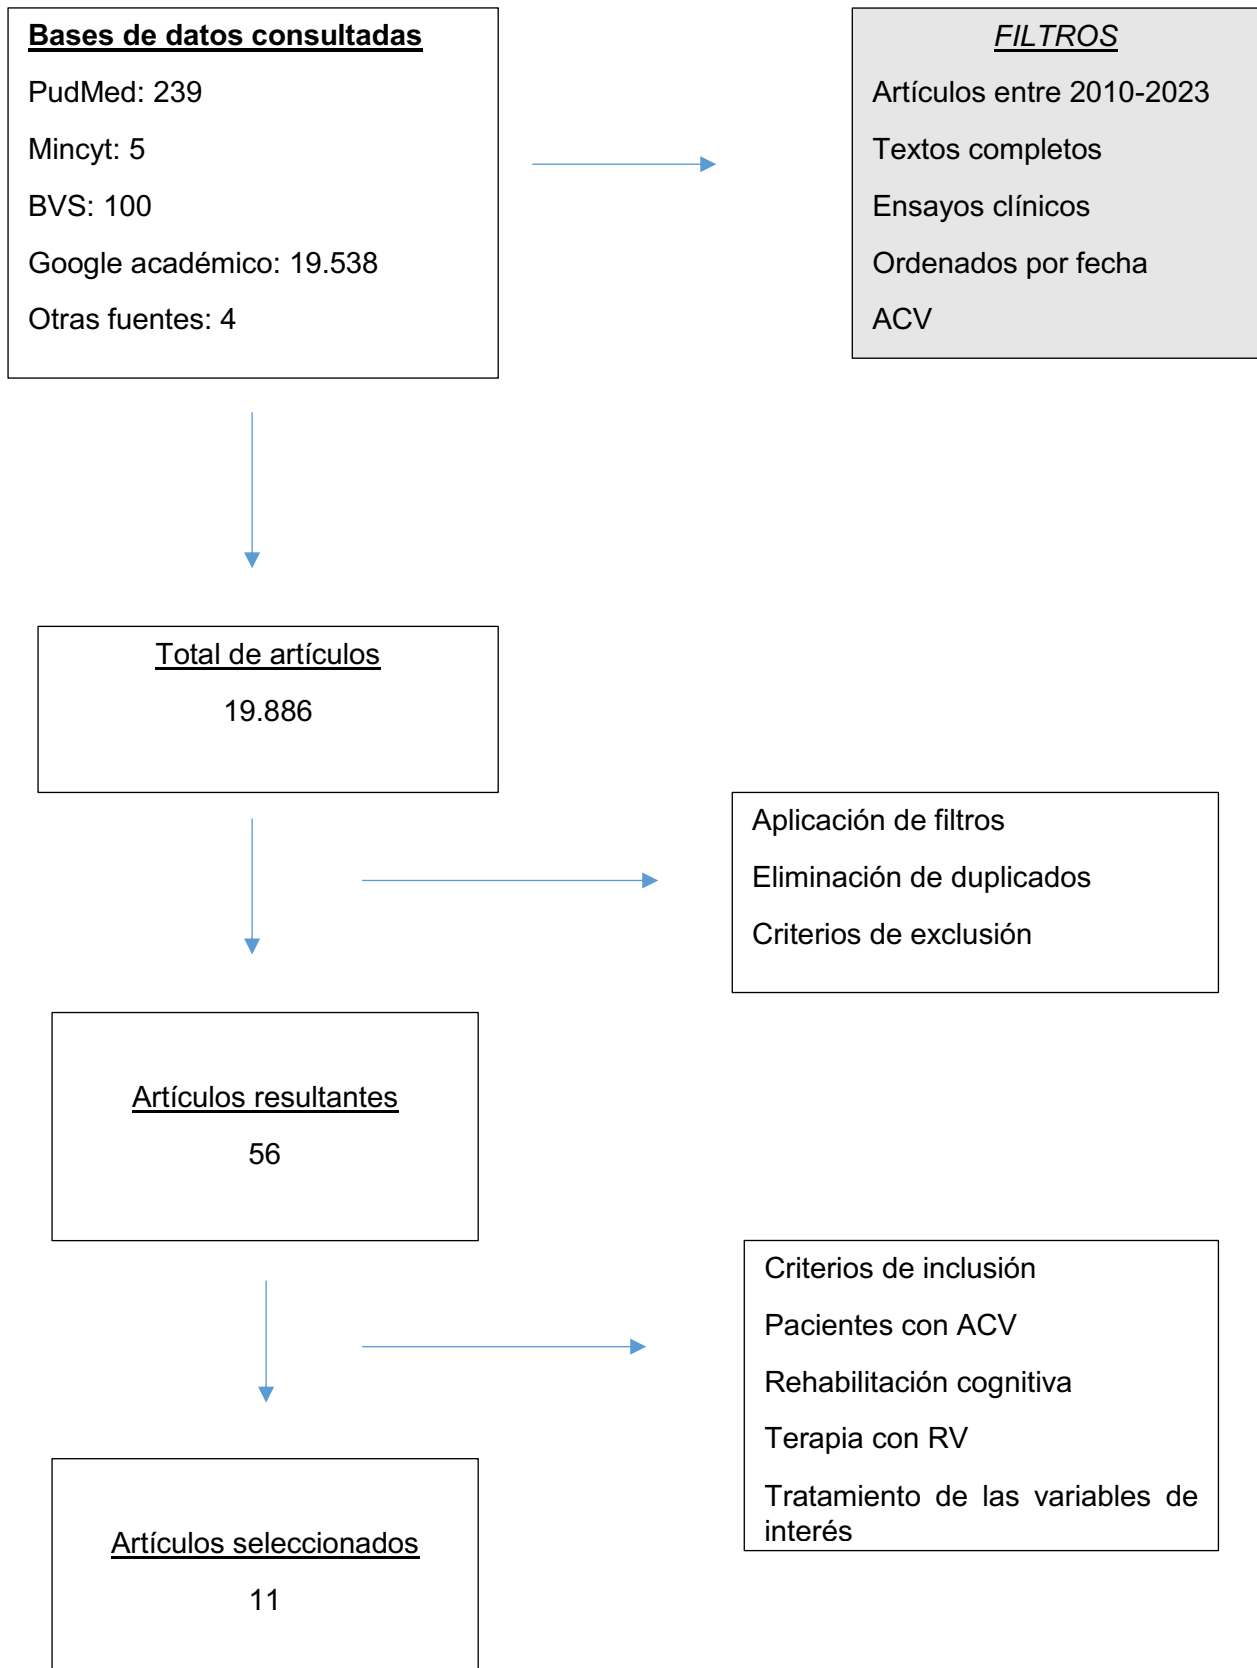 Bases de datos consultadas
PudMed: 239
Mincyt: 5
BVS: 100
Google académico: 19.538
Otras fuentes: 4
FILTROS
Artículos entre 2010-2023
Textos completos
Ensayos clínicos
Ordenados por fecha
ACV
Total de artículos
19.886
Aplicación de filtros
Eliminación de duplicados
Criterios de exclusión
Artículos resultantes
56
Criterios de inclusión
Pacientes con ACV
Rehabilitación cognitiva
Terapia con RV
Tratamiento de las variables de
interés
Artículos seleccionados
11